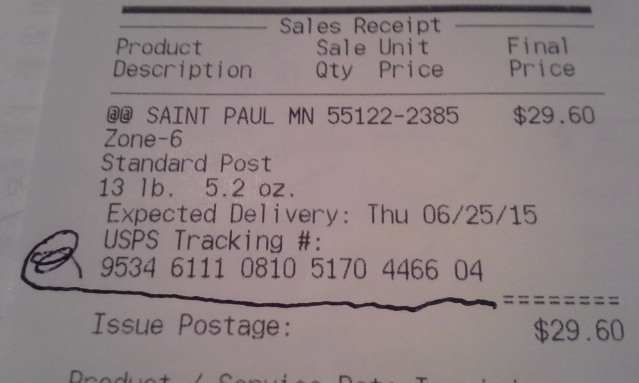 Sales Receipt
Product Sale Unit Final
Description Qty Price Price
@@ SAINT PAUL MN 55122-2385 $29.60
Zone-6
Standard Post
13 lb. 5.2 oz.
Expected Delivery: Thu 06/25/15
USPS Tracking #:
9534 6111 0810 5170 4466 04
========
Issue Postage: $29.60